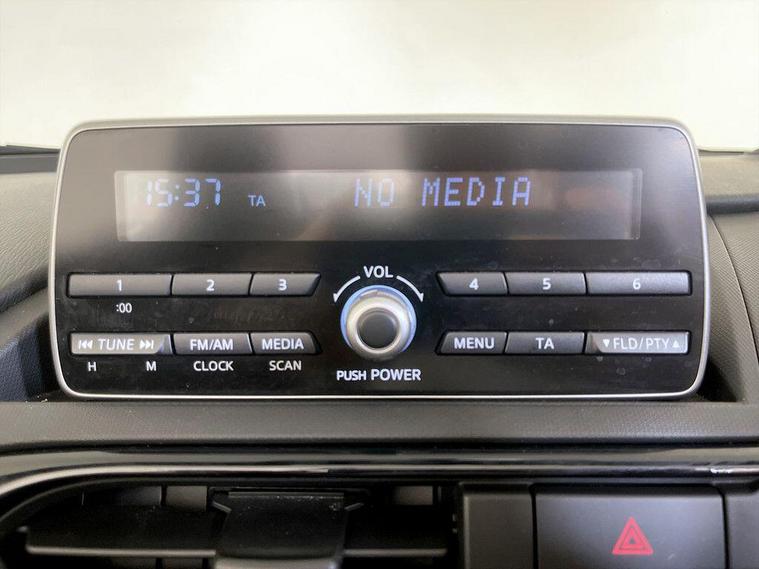 15:37 TA NO MEDIA
1 2 3 VOL 4 5 6
:00
TUNE FM/AM MEDIA MENU TA ▼FLD/PTY▲
H M CLOCK SCAN PUSH POWER